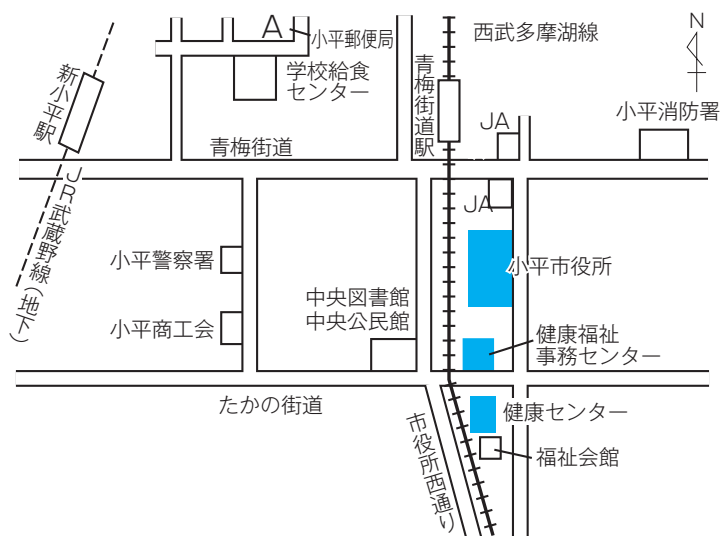 N
西武多摩湖線
A
小平郵便局
学校給食
センター
新小平駅
青梅街道駅
JA
小平消防署
青梅街道
JR武蔵野線(地下)
JA
小平警察署
小平市役所
中央図書館
中央公民館
小平商工会
健康福祉
事務センター
たかの街道
健康センター
市役所西通り
福祉会館